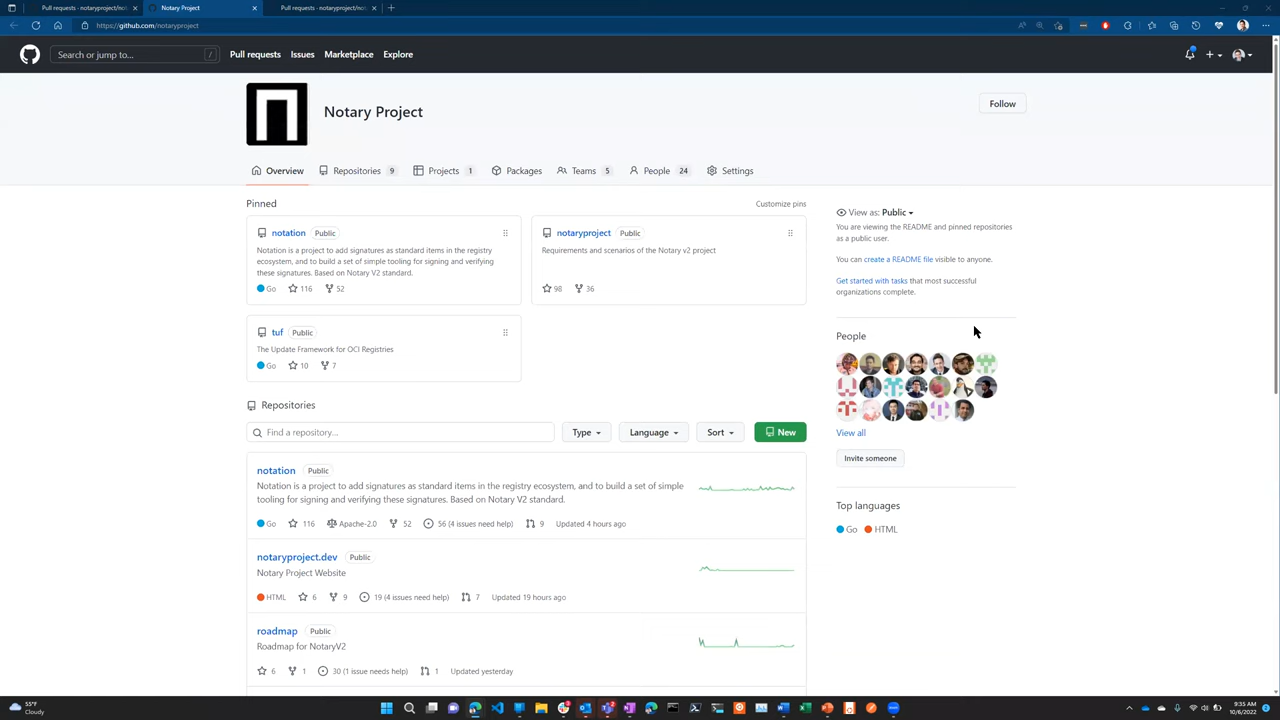 Pull requests · notaryproject/no
Notary Project
Pull requests · notaryproject/not
https://github.com/notaryproject
Search or jump to...
/
Pull requests
Issues
Marketplace
Explore
Notary Project
Follow
Overview
Repositories 9
Projects 1
Packages
Teams 5
People 24
Settings
Pinned
Customize pins
notation Public
Notation is a project to add signatures as standard items in the registry
ecosystem, and to build a set of simple tooling for signing and verifying
these signatures. Based on Notary V2 standard.
Go 116 52
notaryproject Public
Requirements and scenarios of the Notary v2 project
98 36
tuf Public
The Update Framework for OCI Registries
Go 10 7
View as: Public
You are viewing the README and pinned repositories
as a public user.
You can create a README file visible to anyone.
Get started with tasks that most successful
organizations complete.
People
View all
Invite someone
Top languages
Go HTML
Repositories
Find a repository...
Type
Language
Sort
New
notation Public
Notation is a project to add signatures as standard items in the registry ecosystem, and to build a set of simple
tooling for signing and verifying these signatures. Based on Notary V2 standard.
Go 116 Apache-2.0 52 56 (4 issues need help) 9 Updated 4 hours ago
notaryproject.dev Public
Notary Project Website
HTML 6 9 19 (4 issues need help) 7 Updated 19 hours ago
roadmap Public
Roadmap for NotaryV2
6 1 30 (1 issue needs help) 1 Updated yesterday
55°F
Cloudy
9:35 AM
10/6/2022